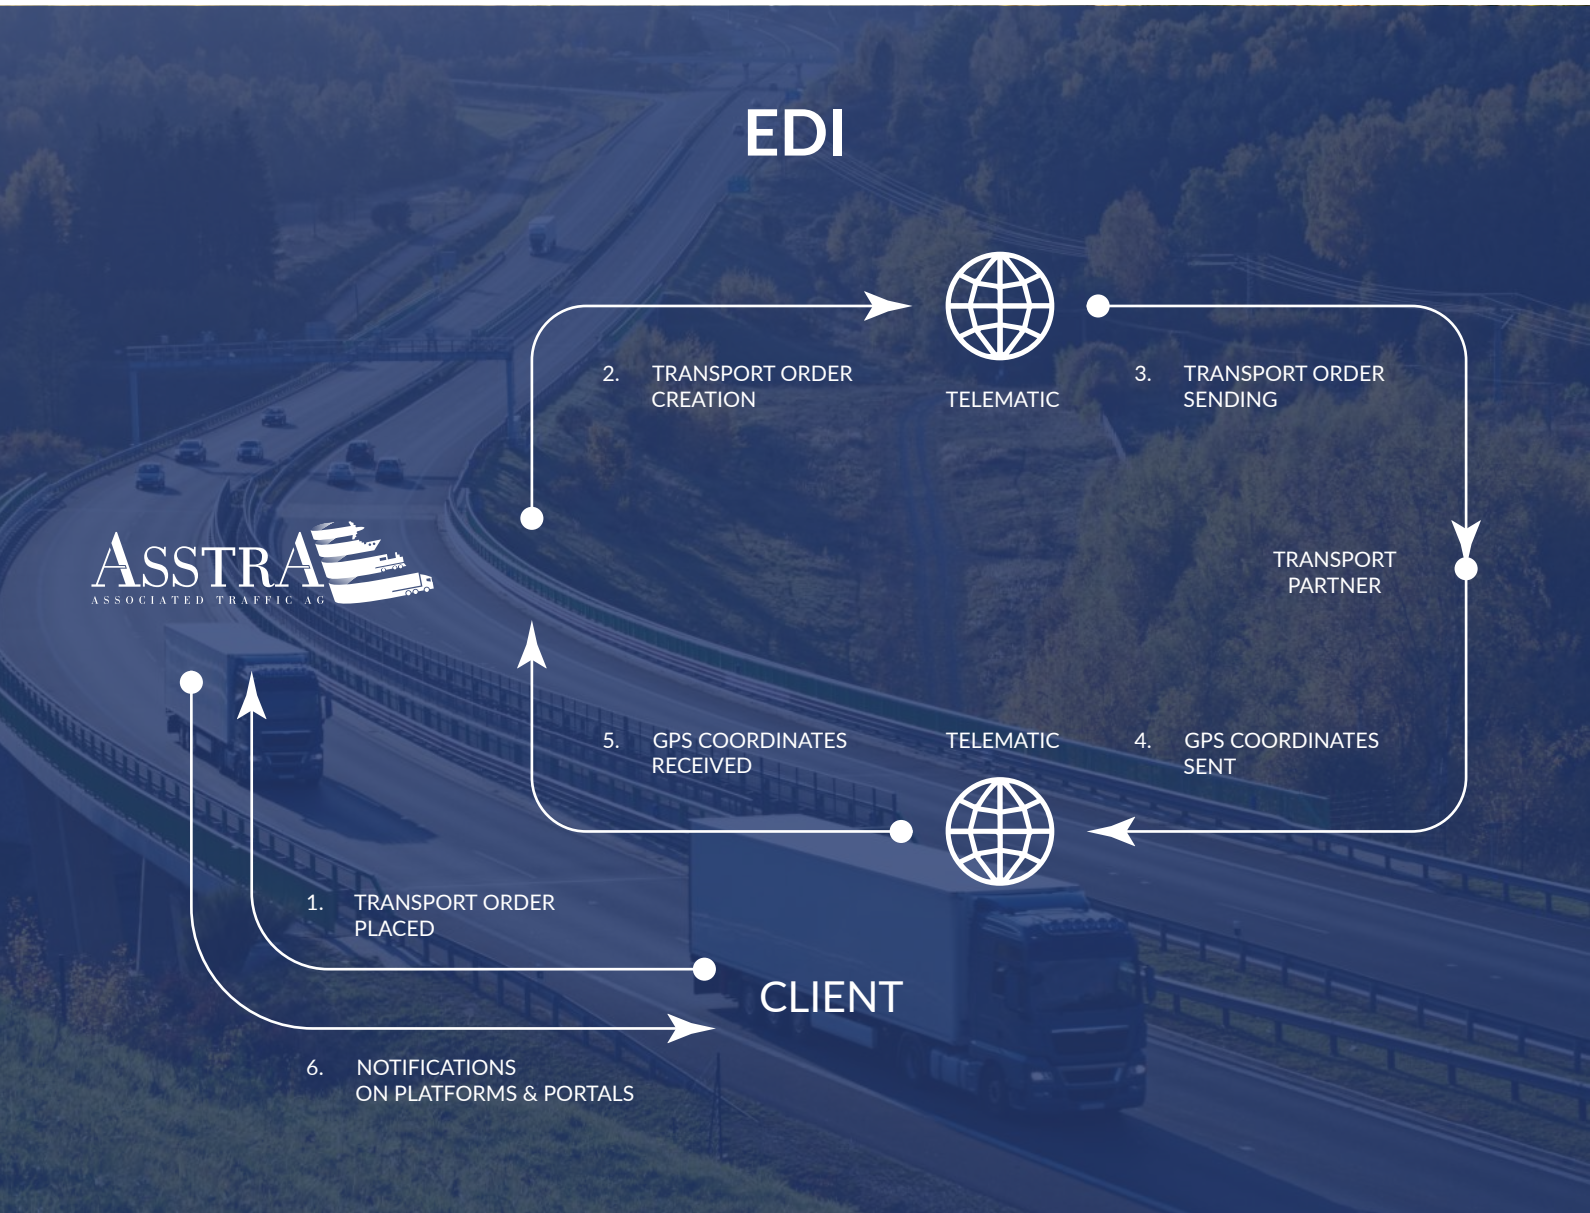 EDI
2. TRANSPORT ORDER
CREATION
TELEMATIC
3. TRANSPORT ORDER
SENDING
ASSTRA
ASSOCIATED TRAFFIC AG
TRANSPORT
PARTNER
5. GPS COORDINATES
RECEIVED
TELEMATIC
4. GPS COORDINATES
SENT
1. TRANSPORT ORDER
PLACED
CLIENT
6. NOTIFICATIONS
ON PLATFORMS & PORTALS